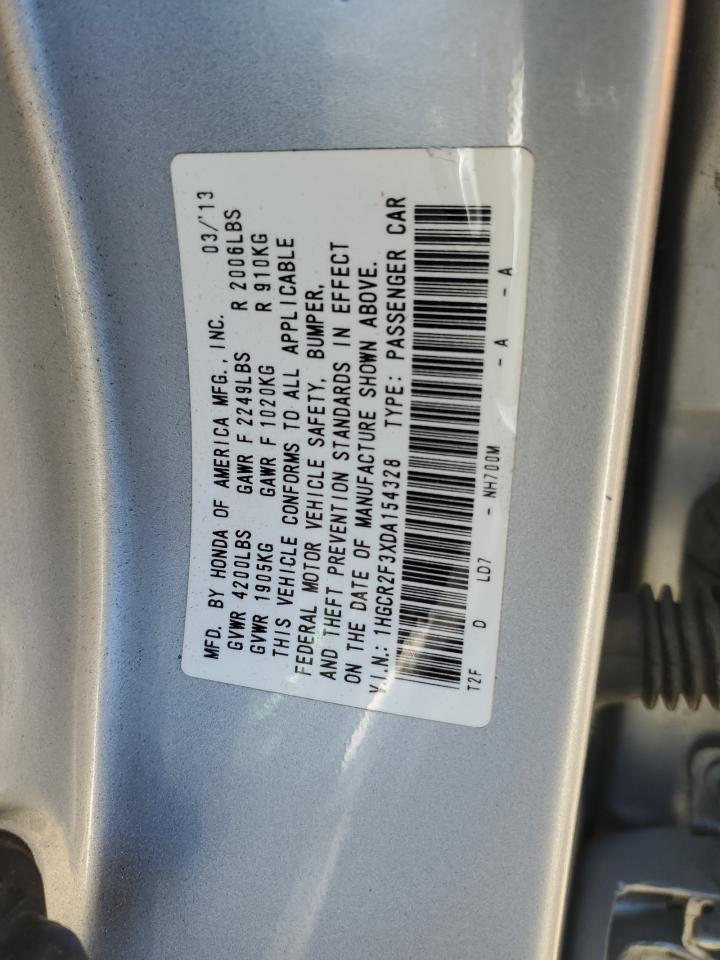 MFD. BY HONDA OF AMERICA MFG., INC. 03/'13
GVWR 4200LBS GAWR F 2249LBS R 2006LBS
GVWR 1905KG GAWR F 1020KG R 910KG
THIS VEHICLE CONFORMS TO ALL APPLICABLE
FEDERAL MOTOR VEHICLE SAFETY, BUMPER,
AND THEFT PREVENTION STANDARDS IN EFFECT
ON THE DATE OF MANUFACTURE SHOWN ABOVE.
V.I.N.: 1HGCR2F3XDA154328 TYPE: PASSENGER CAR
T2F D LD7 - NH700M - A - A